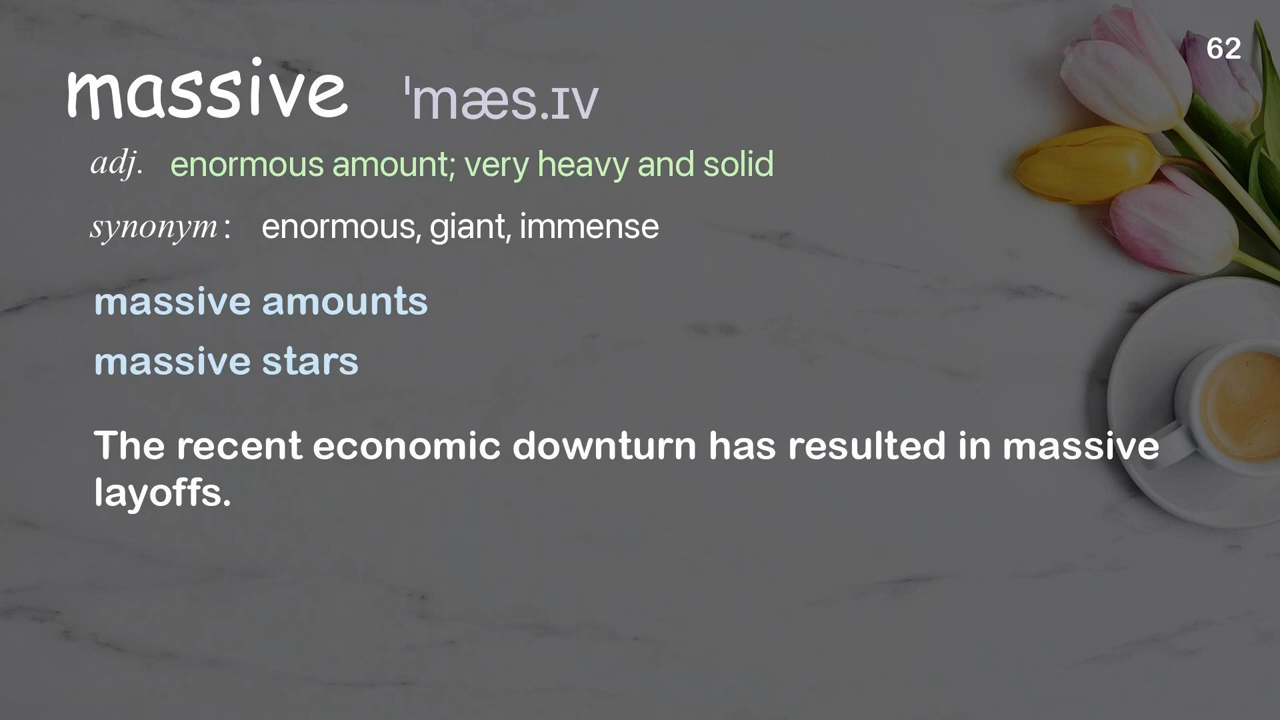 62
massive ˈmæs.ɪv
adj. enormous amount; very heavy and solid
synonym: enormous, giant, immense
massive amounts
massive stars
The recent economic downturn has resulted in massive
layoffs.